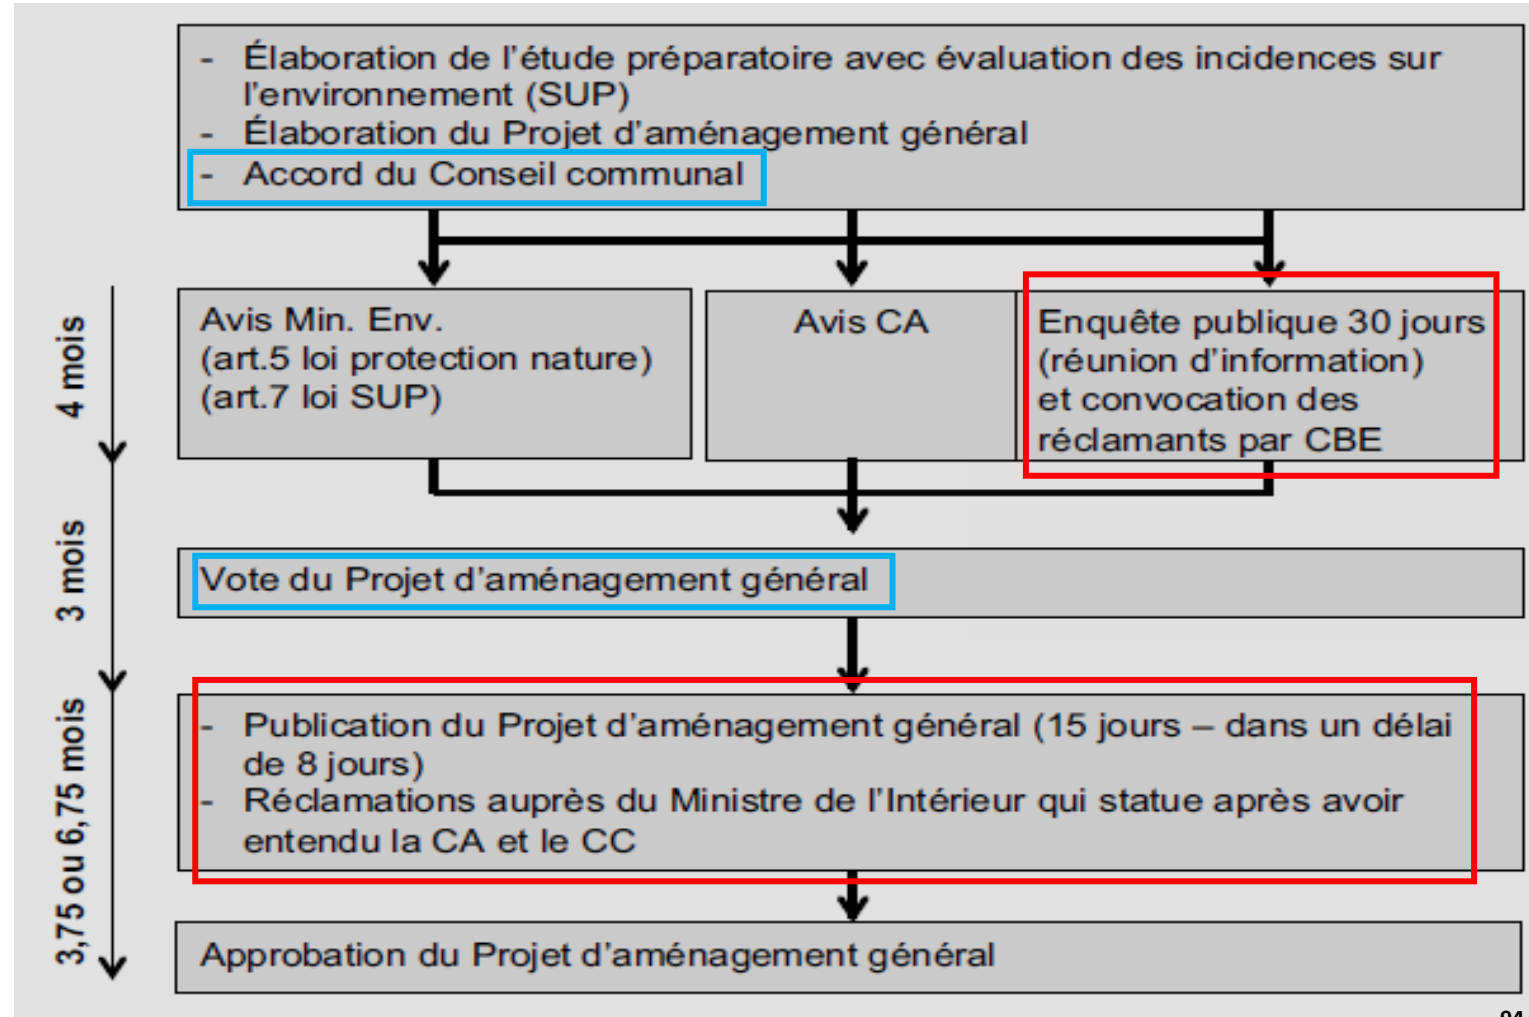 - Élaboration de l'étude préparatoire avec évaluation des incidences sur
l'environnement (SUP)
- Élaboration du Projet d'aménagement général
- Accord du Conseil communal
4 mois
Avis Min. Env.
(art.5 loi protection nature)
(art.7 loi SUP)
Avis CA
Enquête publique 30 jours
(réunion d'information)
et convocation des
réclamants par CBE
3 mois
Vote du Projet d'aménagement général
3,75 ou 6,75 mois
- Publication du Projet d'aménagement général (15 jours – dans un délai
de 8 jours)
- Réclamations auprès du Ministre de l'Intérieur qui statue après avoir
entendu la CA et le CC
Approbation du Projet d'aménagement général